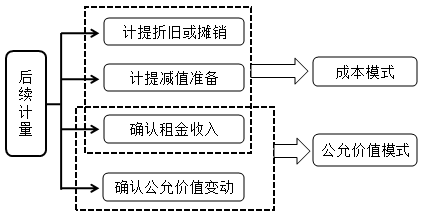 后续计量
计提折旧或摊销
计提减值准备
确认租金收入
确认公允价值变动
成本模式
公允价值模式